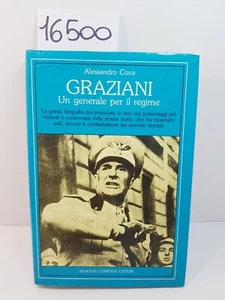 16500
Alessandro Cova
GRAZIANI
Un generale per il regime
La prima biografia documentata di uno dei personaggi più
violenti e controversi della nostra storia, che ha incarnato
miti, fervore e contraddizioni del periodo fascista
NEWTON COMPTON EDITORI